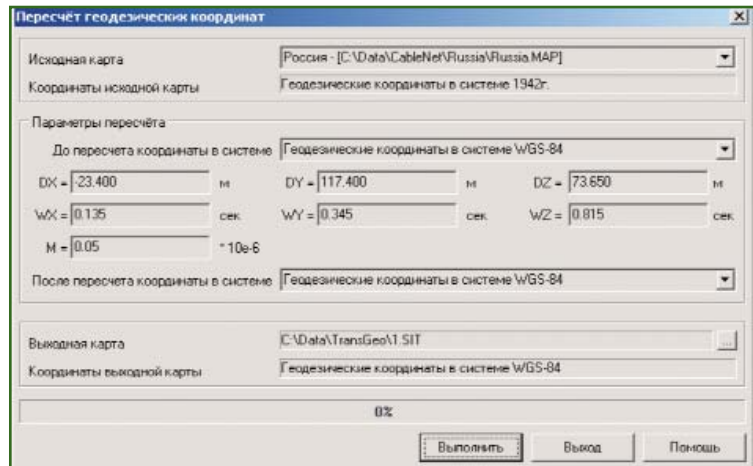 Пересчёт геодезических координат
Исходная карта Россия - [C:\Data\CableNet\Russia\Russia.MAP]
Координаты исходной карты Геодезические координаты в системе 1942г.
Параметры пересчёта
До пересчета координаты в системе Геодезические координаты в системе WGS-84
DX = -23.400 м DY = 117.400 м DZ = 73.650 м
WX = 0.135 сек WY = 0.345 сек WZ = 0.815 сек
M = 0.05 * 10e-6
После пересчета координаты в системе Геодезические координаты в системе WGS-84
Выходная карта C:\Data\TransGeo\1.SIT ...
Координаты выходной карты Геодезические координаты в системе WGS-84
0%
Выполнить Выход Помощь